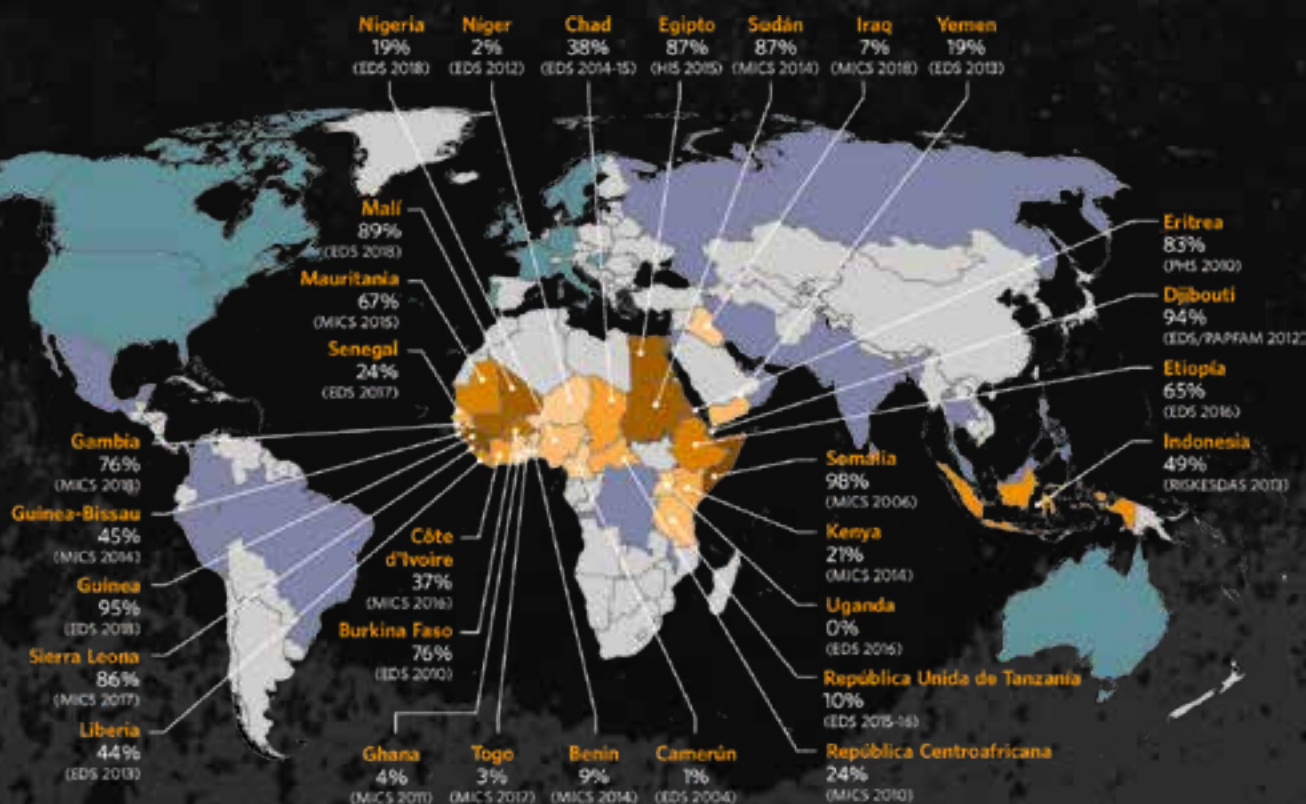 Nigeria
19%
(EDS 2018)
Níger
2%
(EDS 2012)
Chad
38%
(EDS 2014-15)
Egipto
87%
(HIS 2015)
Sudán
87%
(MICS 2014)
Iraq
7%
(MICS 2018)
Yemen
19%
(EDS 2013)
Malí
89%
(EDS 2018)
Mauritania
67%
(MICS 2015)
Senegal
24%
(EDS 2017)
Gambia
76%
(MICS 2018)
Guinea-Bissau
45%
(MICS 2014)
Guinea
95%
(EDS 2018)
Sierra Leona
86%
(MICS 2017)
Liberia
44%
(EDS 2013)
Côte
d'Ivoire
37%
(MICS 2016)
Burkina Faso
76%
(EDS 2010)
Ghana
4%
(MICS 2011)
Togo
3%
(MICS 2017)
Benin
9%
(MICS 2014)
Camerún
1%
(EDS 2004)
Eritrea
83%
(PHS 2010)
Djibouti
94%
(EDS/PAPFAM 2012)
Etiopía
65%
(EDS 2016)
Indonesia
49%
(RISKESDAS 2013)
Somalia
98%
(MICS 2006)
Kenya
21%
(MICS 2014)
Uganda
0%
(EDS 2016)
República Unida de Tanzanía
10%
(EDS 2015-16)
República Centroafricana
24%
(MICS 2010)